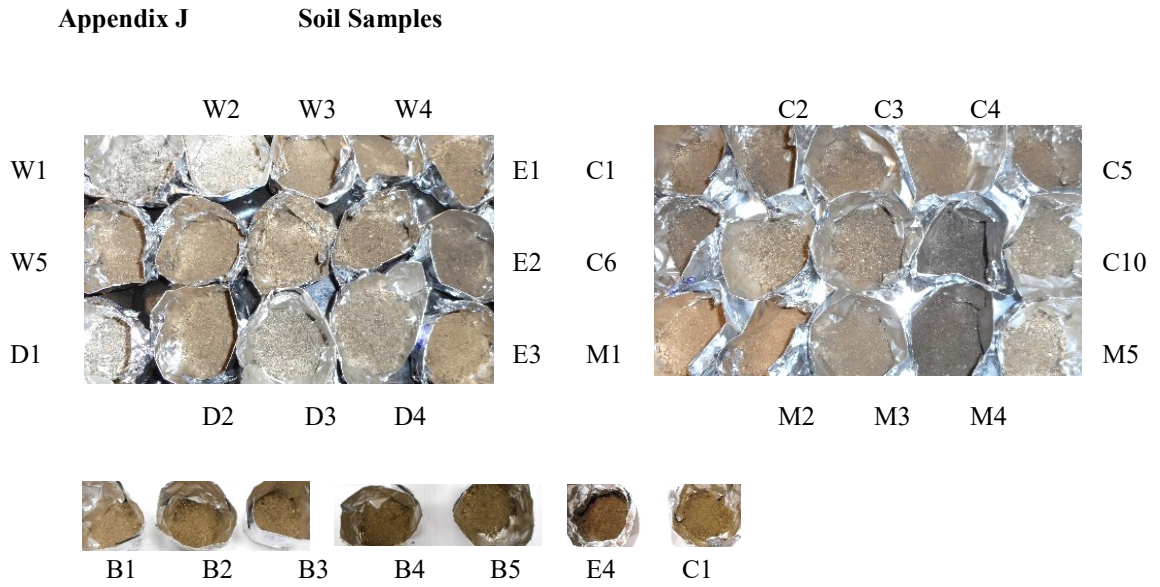 Appendix J Soil Samples
W2 W3 W4 C2 C3 C4
W1 E1 C1 C5
W5 E2 C6 C10
D1 E3 M1 M5
D2 D3 D4 M2 M3 M4
B1 B2 B3 B4 B5 E4 C1